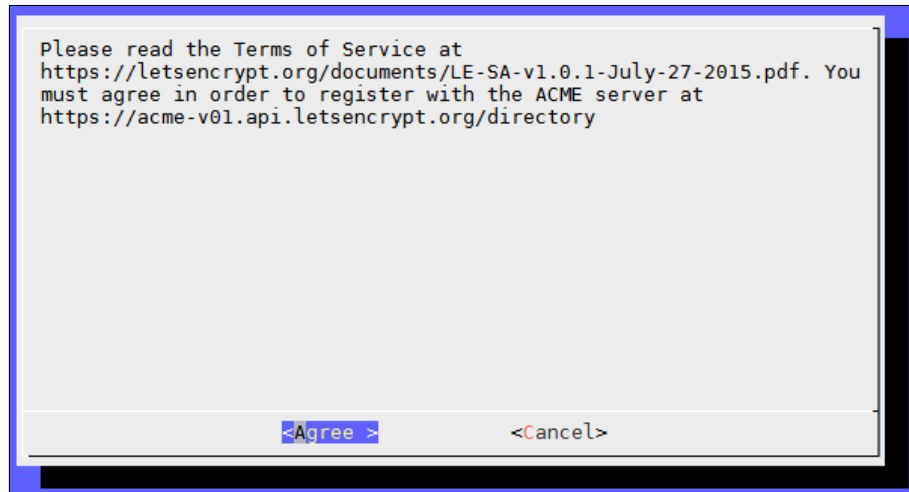 Please read the Terms of Service at
https://letsencrypt.org/documents/LE-SA-v1.0.1-July-27-2015.pdf. You
must agree in order to register with the ACME server at
https://acme-v01.api.letsencrypt.org/directory
<Agree > <Cancel>